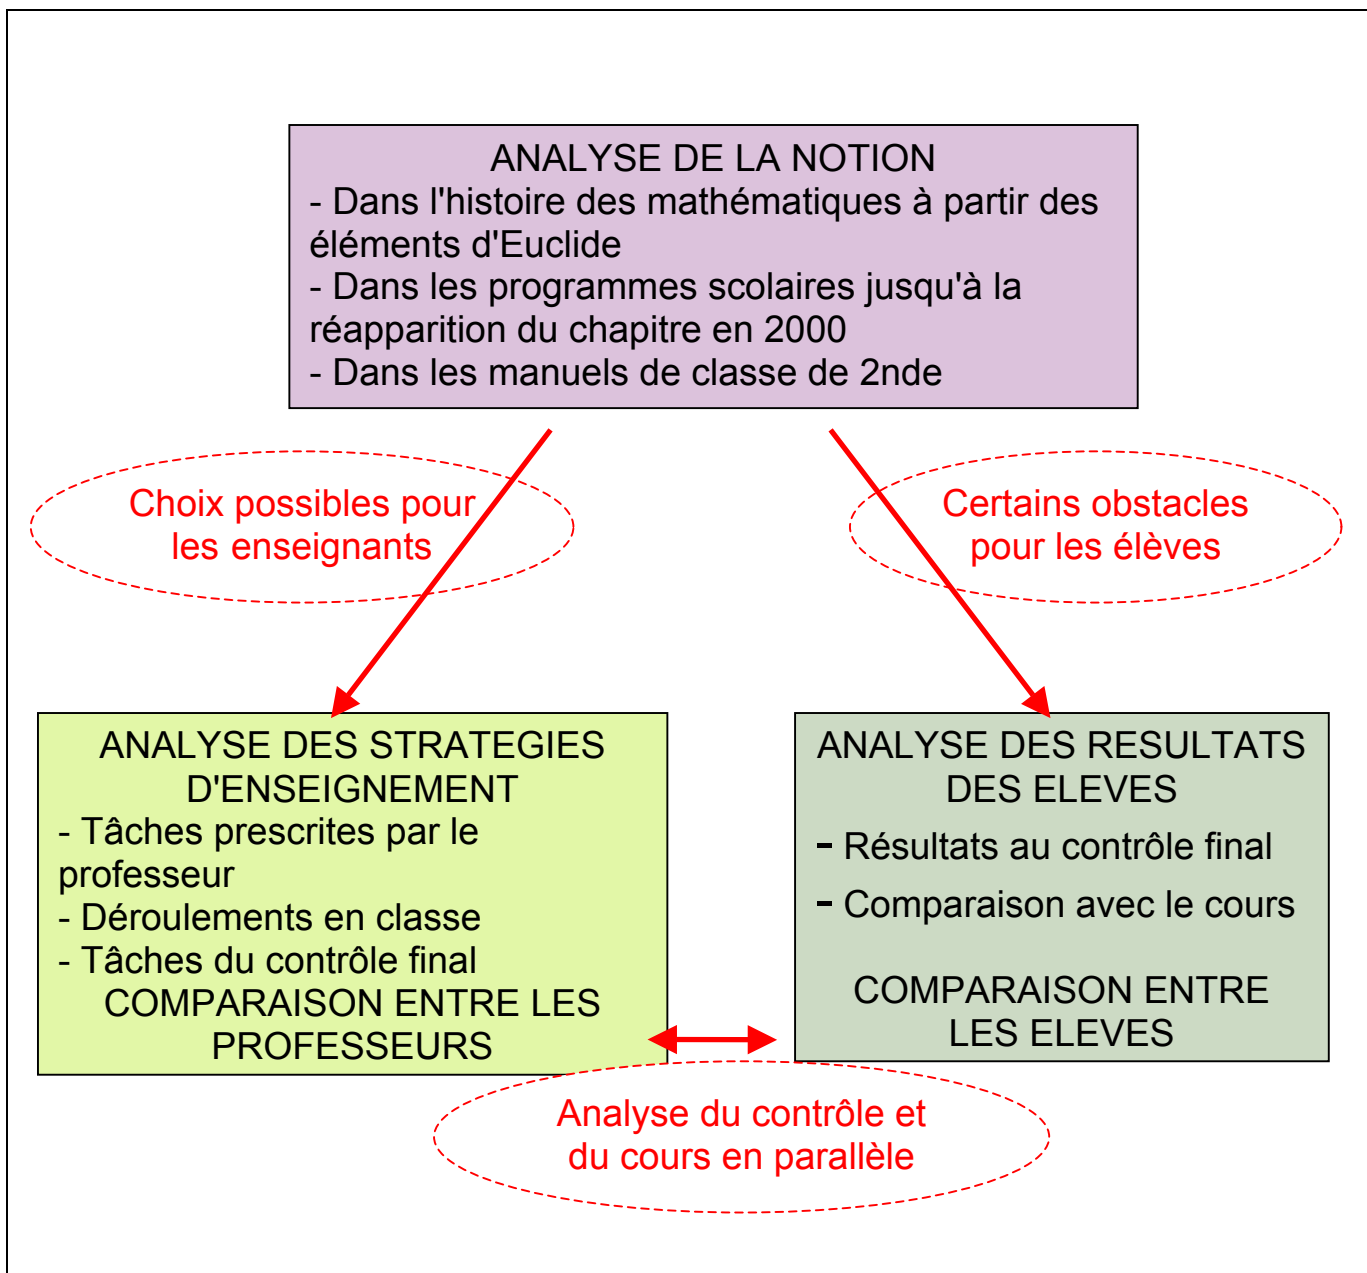 ANALYSE DE LA NOTION
- Dans l'histoire des mathématiques à partir des
éléments d'Euclide
- Dans les programmes scolaires jusqu'à la
réapparition du chapitre en 2000
- Dans les manuels de classe de 2nde
Choix possibles pour
les enseignants
Certains obstacles
pour les élèves
ANALYSE DES STRATEGIES
D'ENSEIGNEMENT
- Tâches prescrites par le
professeur
- Déroulements en classe
- Tâches du contrôle final
COMPARAISON ENTRE LES
PROFESSEURS
ANALYSE DES RESULTATS
DES ELEVES
- Résultats au contrôle final
- Comparaison avec le cours
COMPARAISON ENTRE
LES ELEVES
Analyse du contrôle et
du cours en parallèle